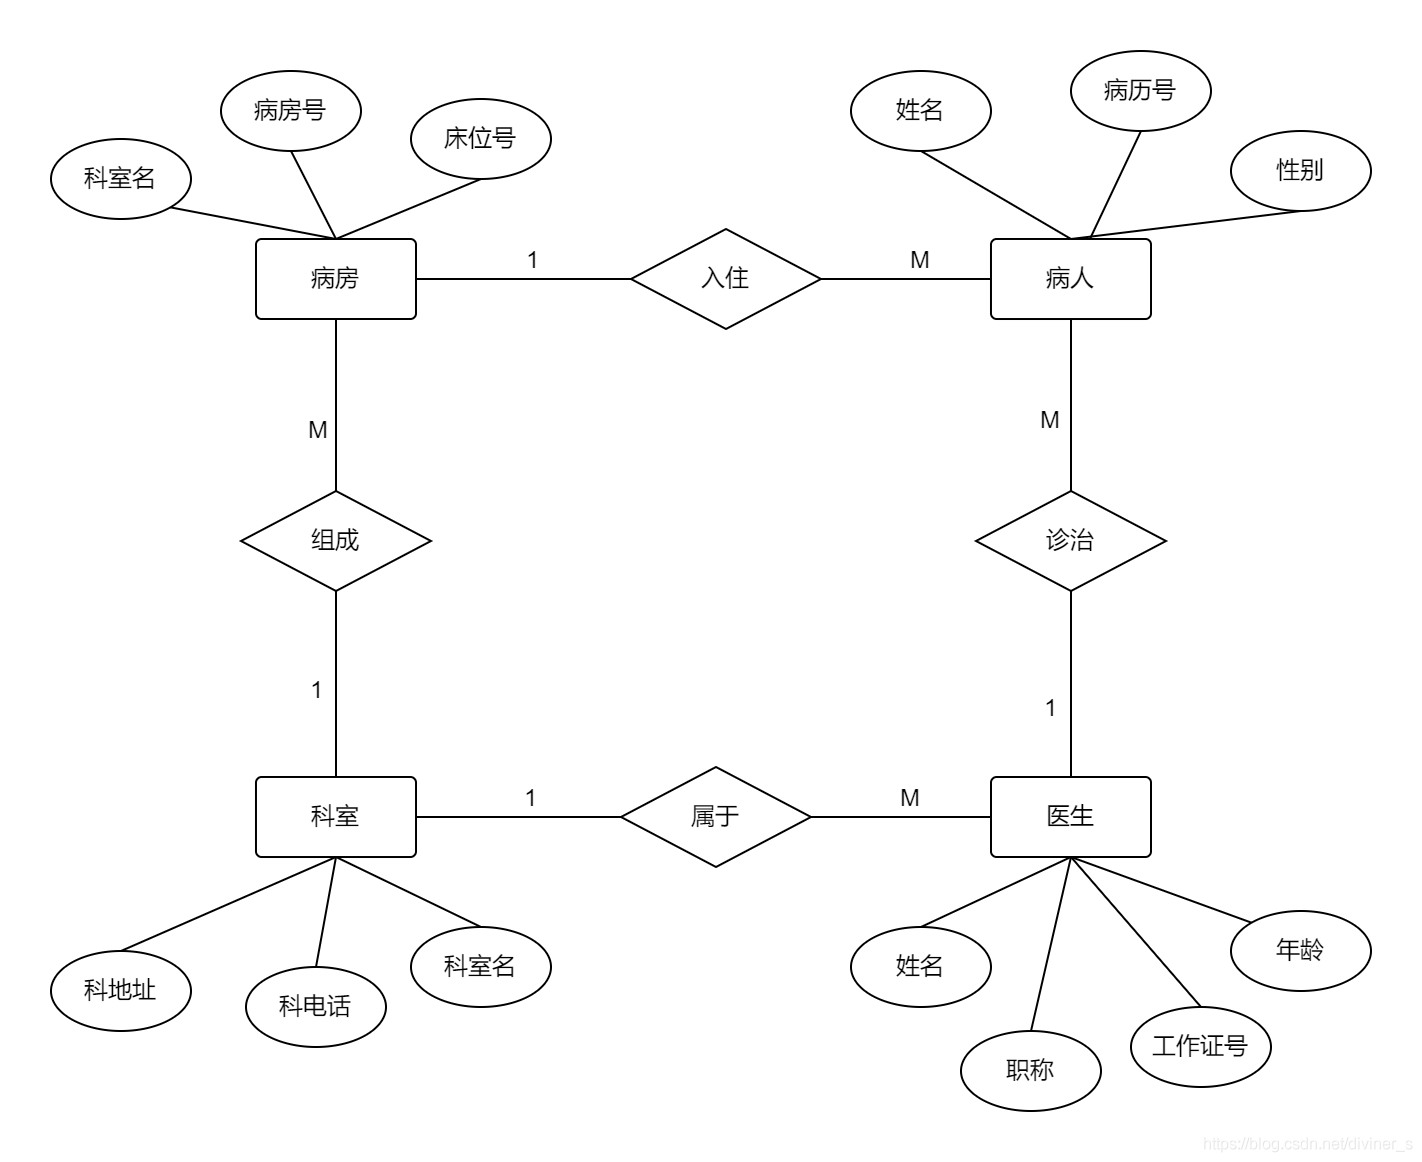 病房号
姓名
病历号
科室名
床位号
性别
病房
1
入住
M
病人
M
M
组成
诊治
1
1
科室
1
属于
M
医生
科地址
科电话
科室名
姓名
职称
工作证号
年龄
https://blog.csdn.net/diviner_s